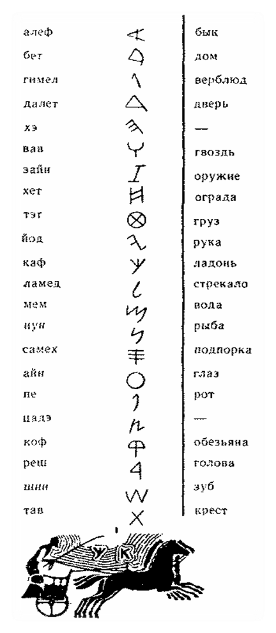 алеф 𐤀 бык
бет 𐤁 дом
гимел 𐤂 верблюд
далет 𐤃 дверь
хэ 𐤄 —
вав 𐤅 гвоздь
зайн 𐤆 оружие
хет 𐤇 ограда
тэт 𐤈 груз
йод 𐤉 рука
каф 𐤊 ладонь
ламед 𐤋 стрекало
мем 𐤌 вода
нун 𐤍 рыба
самех 𐤎 подпорка
айн 𐤏 глаз
пе 𐤐 рот
цадэ 𐤑 —
коф 𐤒 обезьяна
реш 𐤓 голова
шин 𐤔 зуб
тав 𐤕 крест
У К